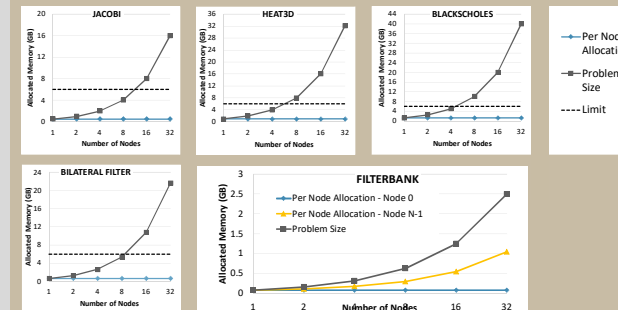 JACOBI
Allocated Memory (GB)
20
16
12
8
4
0
1 2 4 8 16 32
Number of Nodes
HEAT3D
Allocated Memory (GB)
36
32
28
24
20
16
12
8
4
0
1 2 4 8 16 32
Number of Nodes
BLACKSCHOLES
Allocated Memory (GB)
44
40
36
32
28
24
20
16
12
8
4
0
1 2 4 8 16 32
Number of Nodes
Per Nod
Allocati
Problem
Size
Limit
BILATERAL FILTER
Allocated Memory (GB)
24
20
16
12
8
4
0
1 2 4 8 16 32
Number of Nodes
FILTERBANK
Allocated Memory (GB)
3
2.5
2
1.5
1
0.5
0
Per Node Allocation - Node 0
Per Node Allocation - Node N-1
Problem Size
1 2 4 8 16 32
Number of Nodes